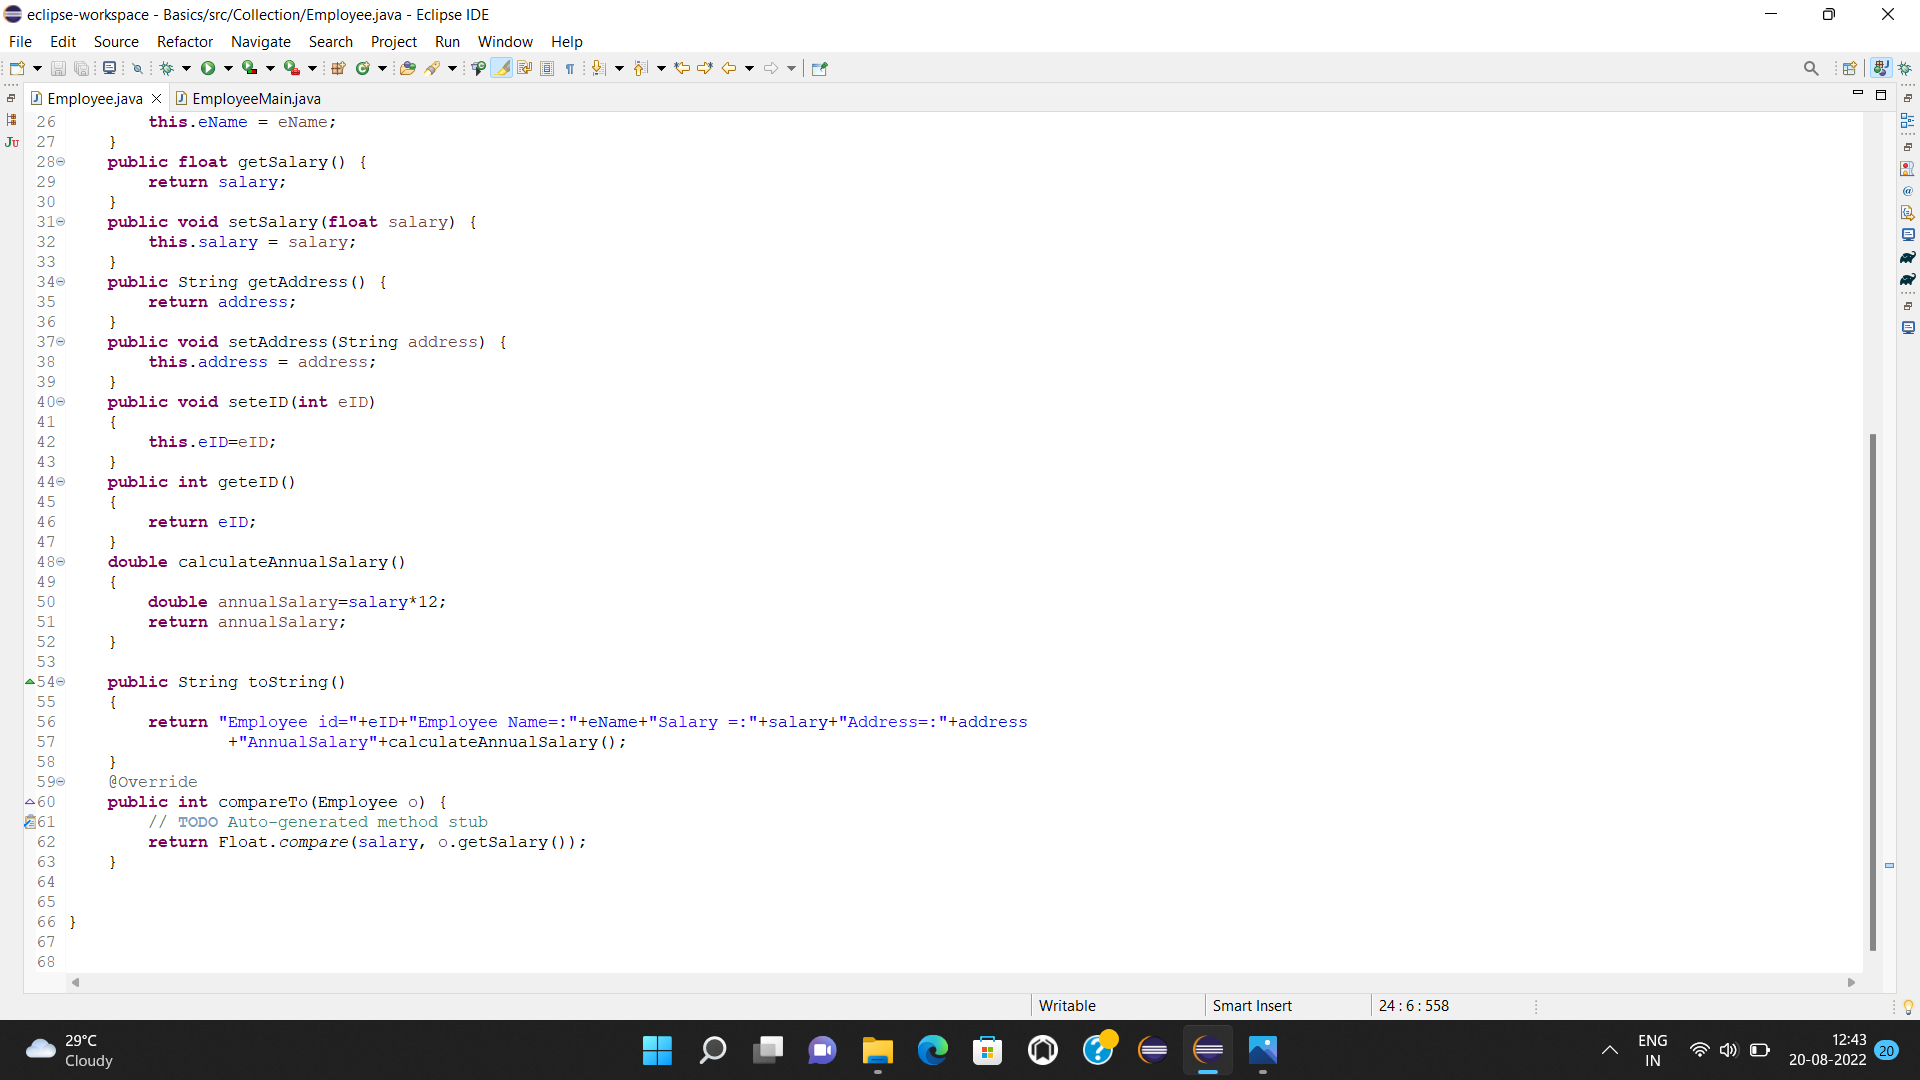 eclipse-workspace - Basics/src/Collection/Employee.java - Eclipse IDE
File Edit Source Refactor Navigate Search Project Run Window Help
Employee.java EmployeeMain.java
26 this.eName = eName;
27 }
28 public float getSalary() {
29 return salary;
30 }
31 public void setSalary(float salary) {
32 this.salary = salary;
33 }
34 public String getAddress() {
35 return address;
36 }
37 public void setAddress(String address) {
38 this.address = address;
39 }
40 public void seteID(int eID)
41 {
42 this.eID=eID;
43 }
44 public int geteID()
45 {
46 return eID;
47 }
48 double calculateAnnualSalary()
49 {
50 double annualSalary=salary*12;
51 return annualSalary;
52 }
53
54 public String toString()
55 {
56 return "Employee id="+eID+"Employee Name=:"+eName+"Salary =:"+salary+"Address=:"+address
57 +"AnnualSalary"+calculateAnnualSalary();
58 }
59 @Override
60 public int compareTo(Employee o) {
61 // TODO Auto-generated method stub
62 return Float.compare(salary, o.getSalary());
63 }
64
65
66 }
67
68
Writable Smart Insert 24 : 6 : 558
29°C
Cloudy
ENG
IN
12:43
20-08-2022
20